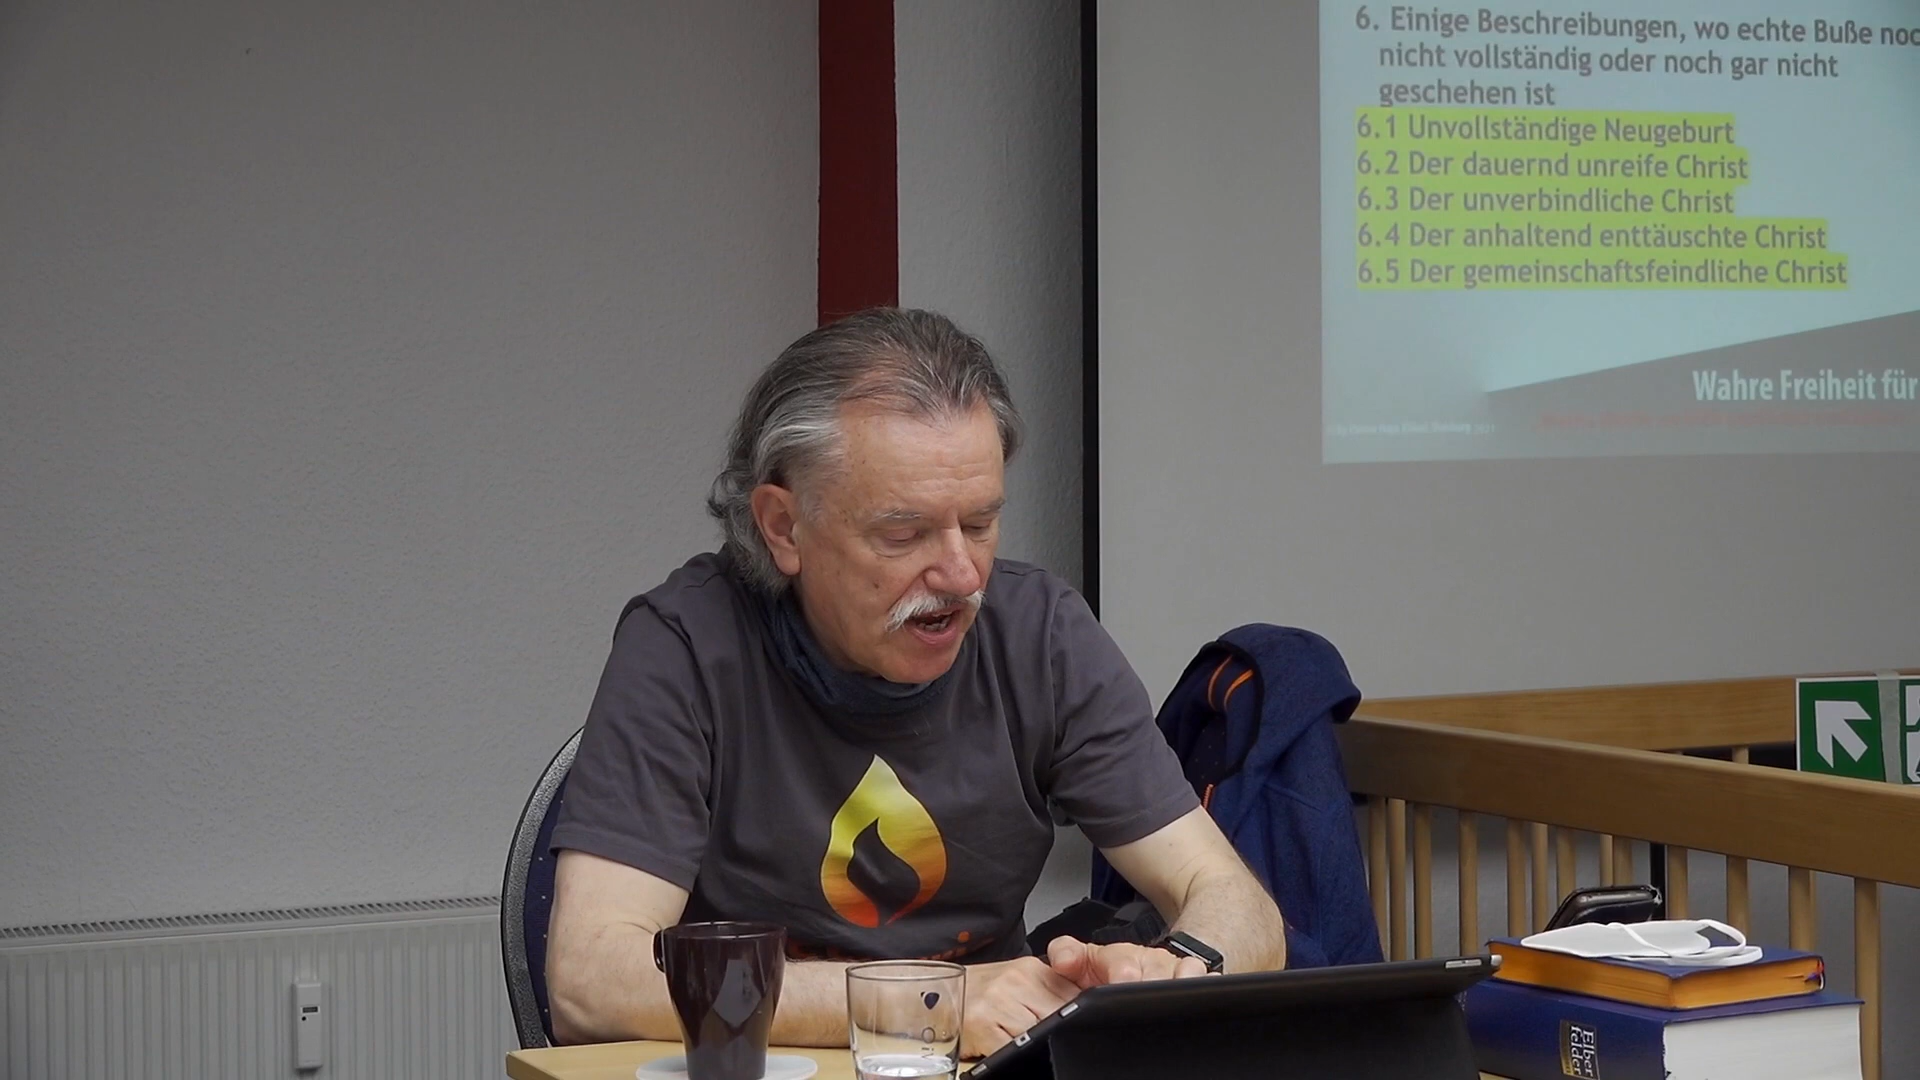 6. Einige Beschreibungen, wo echte Buße noc
nicht vollständig oder noch gar nicht
geschehen ist
6.1 Unvollständige Neugeburt
6.2 Der dauernd unreife Christ
6.3 Der unverbindliche Christ
6.4 Der anhaltend enttäuschte Christ
6.5 Der gemeinschaftsfeindliche Christ
Wahre Freiheit für
Elber
felder